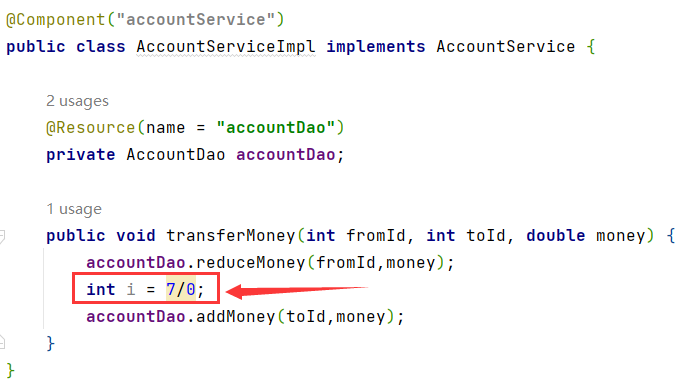 @Component("accountService")
public class AccountServiceImpl implements AccountService {
2 usages
@Resource(name = "accountDao")
private AccountDao accountDao;
1 usage
public void transferMoney(int fromId, int toId, double money) {
accountDao.reduceMoney(fromId,money);
int i = 7/0;
accountDao.addMoney(toId,money);
}
}